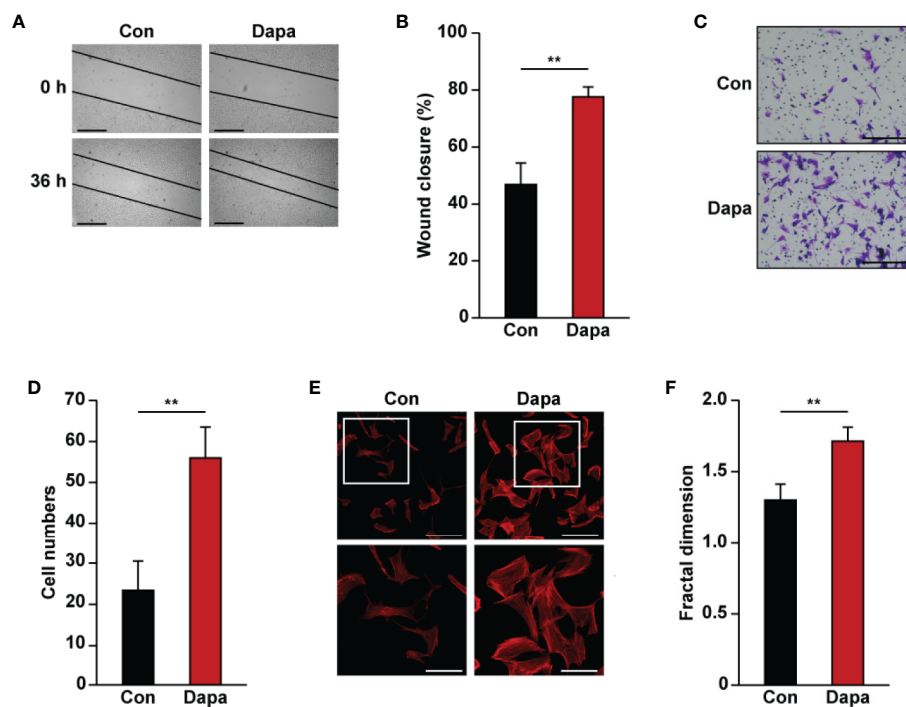 A
Con Dapa
0 h
36 h
B
Wound closure (%)
100
80
60
40
20
0
**
Con Dapa
C
Con
Dapa
D
Cell numbers
70
60
50
40
30
20
10
0
**
Con Dapa
E
Con Dapa
F
Fractal dimension
2.0
1.5
1.0
0.5
0
**
Con Dapa